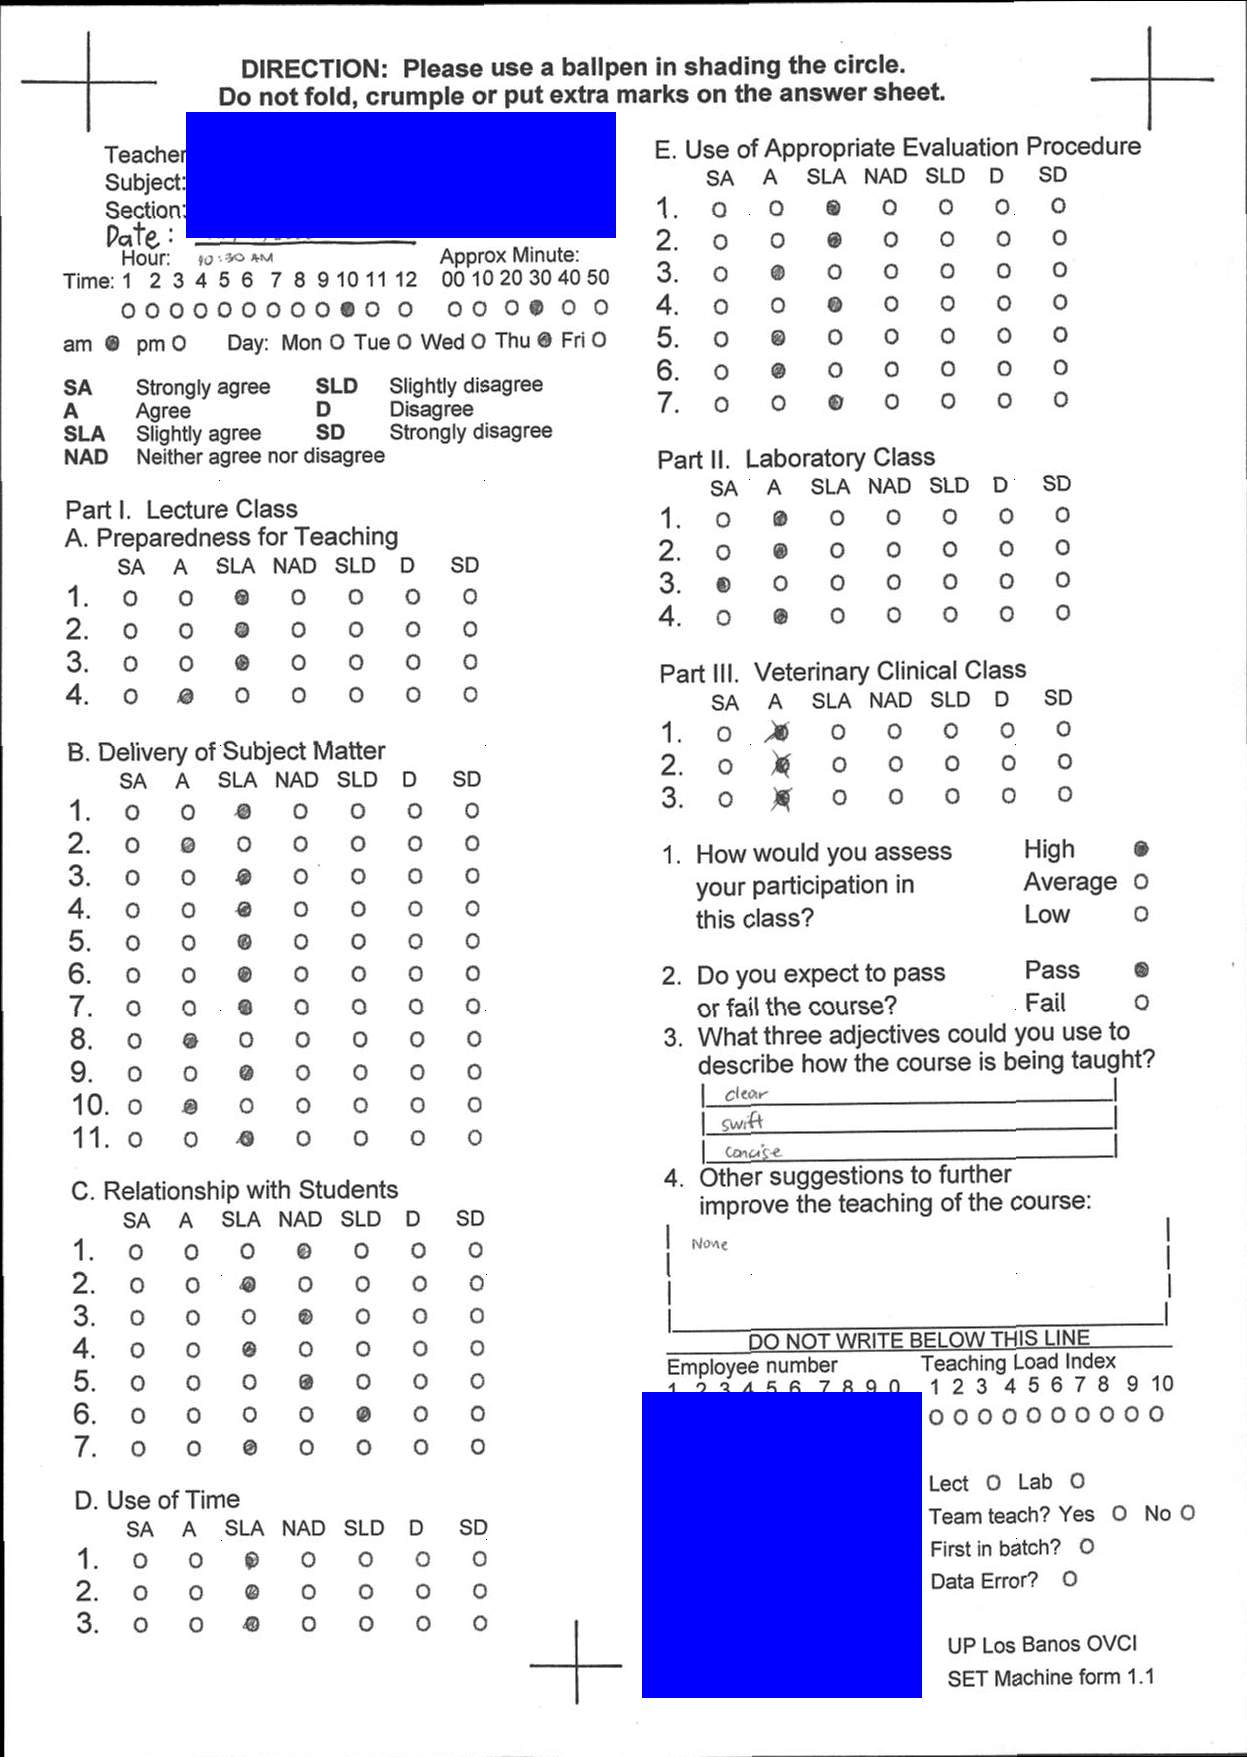 DIRECTION: Please use a ballpen in shading the circle.
Do not fold, crumple or put extra marks on the answer sheet.
Teacher
Subject:
Section:
Date:
Hour: 10:30 AM Approx Minute:
Time: 1 2 3 4 5 6 7 8 9 10 11 12 00 10 20 30 40 50
am pm Day: Mon Tue Wed Thu Fri
SA Strongly agree SLD Slightly disagree
A Agree D Disagree
SLA Slightly agree SD Strongly disagree
NAD Neither agree nor disagree
Part I. Lecture Class
A. Preparedness for Teaching
SA A SLA NAD SLD D SD
1.
2.
3.
4.
B. Delivery of Subject Matter
SA A SLA NAD SLD D SD
1.
2.
3.
4.
5.
6.
7.
8.
9.
10.
11.
C. Relationship with Students
SA A SLA NAD SLD D SD
1.
2.
3.
4.
5.
6.
7.
D. Use of Time
SA A SLA NAD SLD D SD
1.
2.
3.
E. Use of Appropriate Evaluation Procedure
SA A SLA NAD SLD D SD
1.
2.
3.
4.
5.
6.
7.
Part II. Laboratory Class
SA A SLA NAD SLD D SD
1.
2.
3.
4.
Part III. Veterinary Clinical Class
SA A SLA NAD SLD D SD
1.
2.
3.
1. How would you assess High
your participation in Average
this class? Low
2. Do you expect to pass Pass
or fail the course? Fail
3. What three adjectives could you use to
describe how the course is being taught?
clear
swift
concise
4. Other suggestions to further
improve the teaching of the course:
None
DO NOT WRITE BELOW THIS LINE
Employee number Teaching Load Index
1 2 3 4 5 6 7 8 9 0 1 2 3 4 5 6 7 8 9 10
Lect Lab
Team teach? Yes No
First in batch?
Data Error?
UP Los Banos OVCI
SET Machine form 1.1